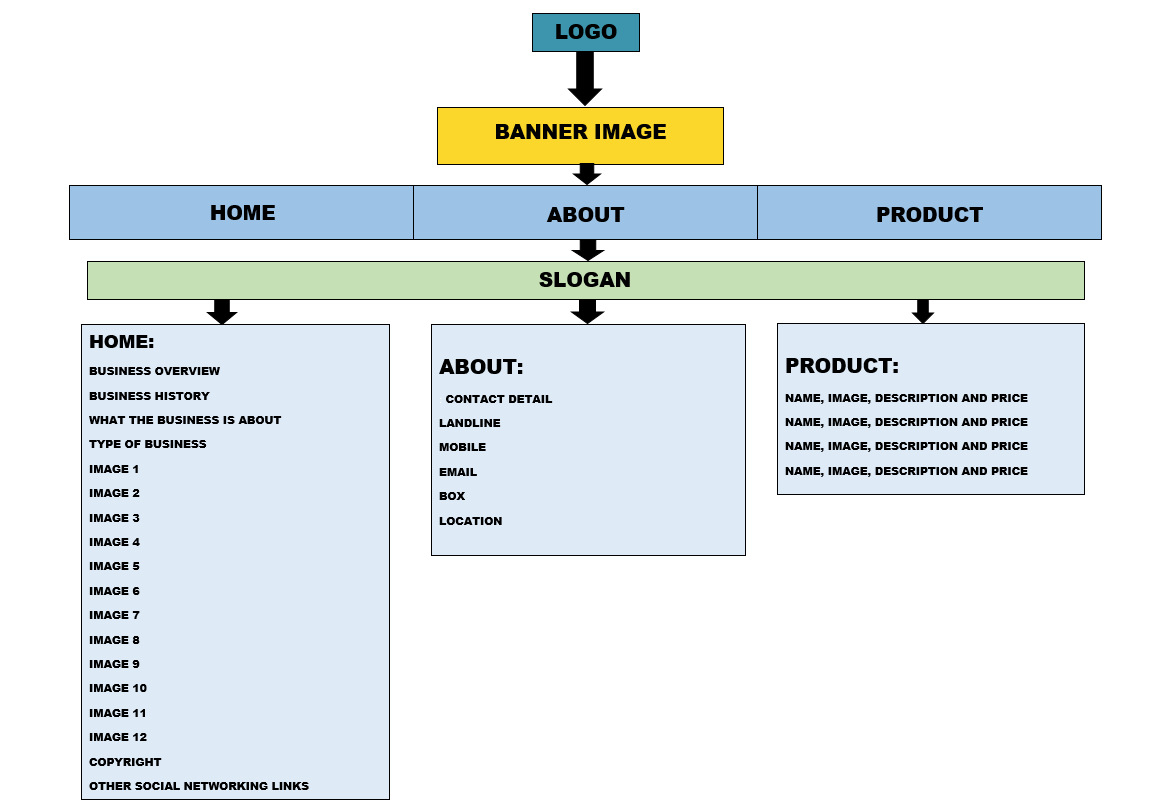 LOGO
BANNER IMAGE
HOME
ABOUT
PRODUCT
SLOGAN
HOME:
BUSINESS OVERVIEW
BUSINESS HISTORY
WHAT THE BUSINESS IS ABOUT
TYPE OF BUSINESS
IMAGE 1
IMAGE 2
IMAGE 3
IMAGE 4
IMAGE 5
IMAGE 6
IMAGE 7
IMAGE 8
IMAGE 9
IMAGE 10
IMAGE 11
IMAGE 12
COPYRIGHT
OTHER SOCIAL NETWORKING LINKS
ABOUT:
CONTACT DETAIL
LANDLINE
MOBILE
EMAIL
BOX
LOCATION
PRODUCT:
NAME, IMAGE, DESCRIPTION AND PRICE
NAME, IMAGE, DESCRIPTION AND PRICE
NAME, IMAGE, DESCRIPTION AND PRICE
NAME, IMAGE, DESCRIPTION AND PRICE